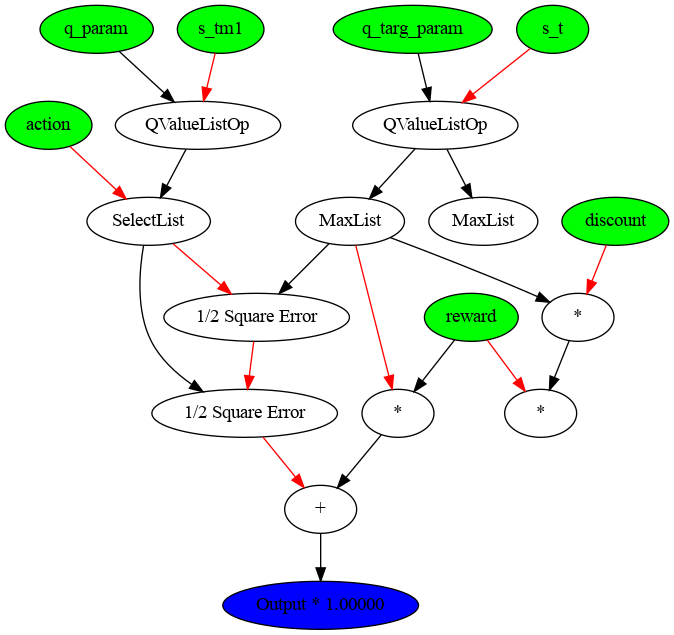 q_param
s_tm1
q_targ_param
s_t
action
QValueListOp
QValueListOp
SelectList
MaxList
MaxList
discount
1/2 Square Error
reward
*
1/2 Square Error
*
*
+
Output * 1.00000